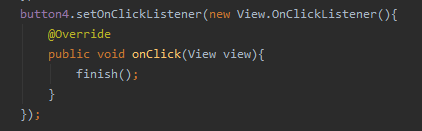 button4.setOnClickListener(new View.OnClickListener(){
    @Override
    public void onClick(View view){
        finish();
    }
});